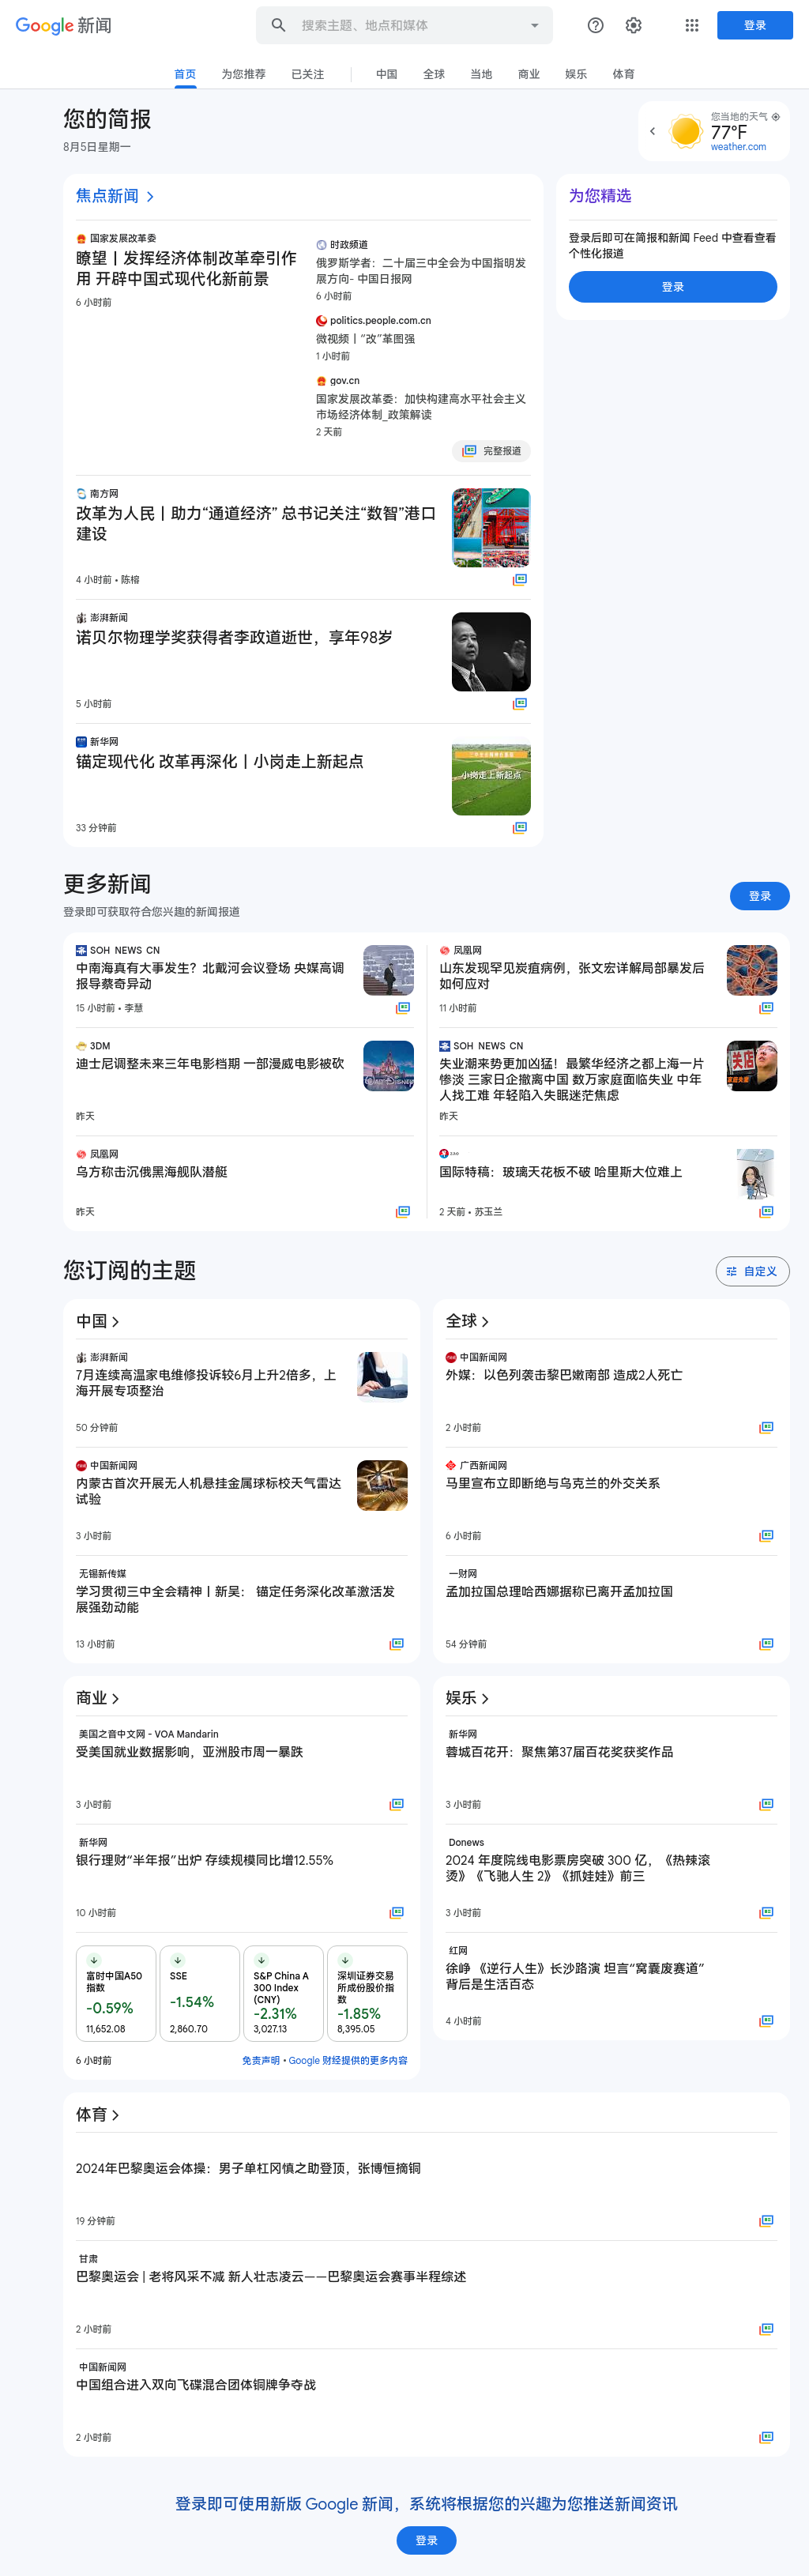 Google 新闻
搜索主题、地点和媒体
登录
首页
为您推荐
已关注
中国
全球
当地
商业
娱乐
体育
您的简报
8月5日星期一
您当地的天气
77°F
weather.com
焦点新闻
国家发展改革委
瞭望丨发挥经济体制改革牵引作
用 开辟中国式现代化新前景
6 小时前
时政频道
俄罗斯学者：二十届三中全会为中国指明发
展方向- 中国日报网
6 小时前
politics.people.com.cn
微视频丨“改”革图强
1 小时前
gov.cn
国家发展改革委：加快构建高水平社会主义
市场经济体制_政策解读
2 天前
完整报道
为您精选
登录后即可在简报和新闻 Feed 中查看查看
个性化报道
登录
南方网
改革为人民丨助力“通道经济” 总书记关注“数智”港口
建设
4 小时前 • 陈榕
澎湃新闻
诺贝尔物理学奖获得者李政道逝世，享年98岁
5 小时前
新华网
锚定现代化 改革再深化丨小岗走上新起点
小岗走上新起点
33 分钟前
更多新闻
登录即可获取符合您兴趣的新闻报道
登录
SOH NEWS CN
中南海真有大事发生？北戴河会议登场 央媒高调
报导蔡奇异动
15 小时前 • 李慧
凤凰网
山东发现罕见炭疽病例，张文宏详解局部暴发后
如何应对
11 小时前
3DM
迪士尼调整未来三年电影档期 一部漫威电影被砍
昨天
SOH NEWS CN
失业潮来势更加凶猛！最繁华经济之都上海一片
惨淡 三家日企撤离中国 数万家庭面临失业 中年
人找工难 年轻陷入失眠迷茫焦虑
关店
昨天
凤凰网
乌方称击沉俄黑海舰队潜艇
昨天
国际特稿：玻璃天花板不破 哈里斯大位难上
2 天前 • 苏玉兰
您订阅的主题
自定义
中国
澎湃新闻
7月连续高温家电维修投诉较6月上升2倍多，上
海开展专项整治
50 分钟前
中国新闻网
内蒙古首次开展无人机悬挂金属球标校天气雷达
试验
3 小时前
无锡新传媒
学习贯彻三中全会精神丨新吴： 锚定任务深化改革激活发
展强劲动能
13 小时前
全球
中国新闻网
外媒：以色列袭击黎巴嫩南部 造成2人死亡
2 小时前
广西新闻网
马里宣布立即断绝与乌克兰的外交关系
6 小时前
一财网
孟加拉国总理哈西娜据称已离开孟加拉国
54 分钟前
商业
美国之音中文网 - VOA Mandarin
受美国就业数据影响，亚洲股市周一暴跌
3 小时前
新华网
银行理财“半年报”出炉 存续规模同比增12.55%
10 小时前
富时中国A50
指数
-0.59%
11,652.08
SSE
-1.54%
2,860.70
S&P China A
300 Index
(CNY)
-2.31%
3,027.13
深圳证券交易
所成份股价指
数
-1.85%
8,395.05
6 小时前
免责声明 • Google 财经提供的更多内容
娱乐
新华网
蓉城百花开：聚焦第37届百花奖获奖作品
3 小时前
Donews
2024 年度院线电影票房突破 300 亿，《热辣滚
烫》《飞驰人生 2》《抓娃娃》前三
3 小时前
红网
徐峥 《逆行人生》长沙路演 坦言“窝囊废赛道”
背后是生活百态
4 小时前
体育
2024年巴黎奥运会体操：男子单杠冈慎之助登顶，张博恒摘铜
19 分钟前
甘肃
巴黎奥运会 | 老将风采不减 新人壮志凌云——巴黎奥运会赛事半程综述
2 小时前
中国新闻网
中国组合进入双向飞碟混合团体铜牌争夺战
2 小时前
登录即可使用新版 Google 新闻，系统将根据您的兴趣为您推送新闻资讯
登录